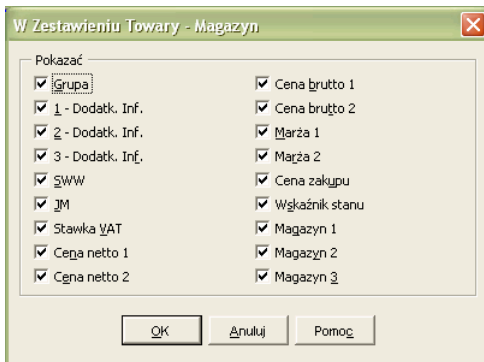 W Zestawieniu Towary - Magazyn
Pokazać
Grupa
1 - Dodatk. Inf.
2 - Dodatk. Inf.
3 - Dodatk. Inf.
SWW
JM
Stawka VAT
Cena netto 1
Cena netto 2
Cena brutto 1
Cena brutto 2
Marża 1
Marża 2
Cena zakupu
Wskaźnik stanu
Magazyn 1
Magazyn 2
Magazyn 3
OK
Anuluj
Pomoc